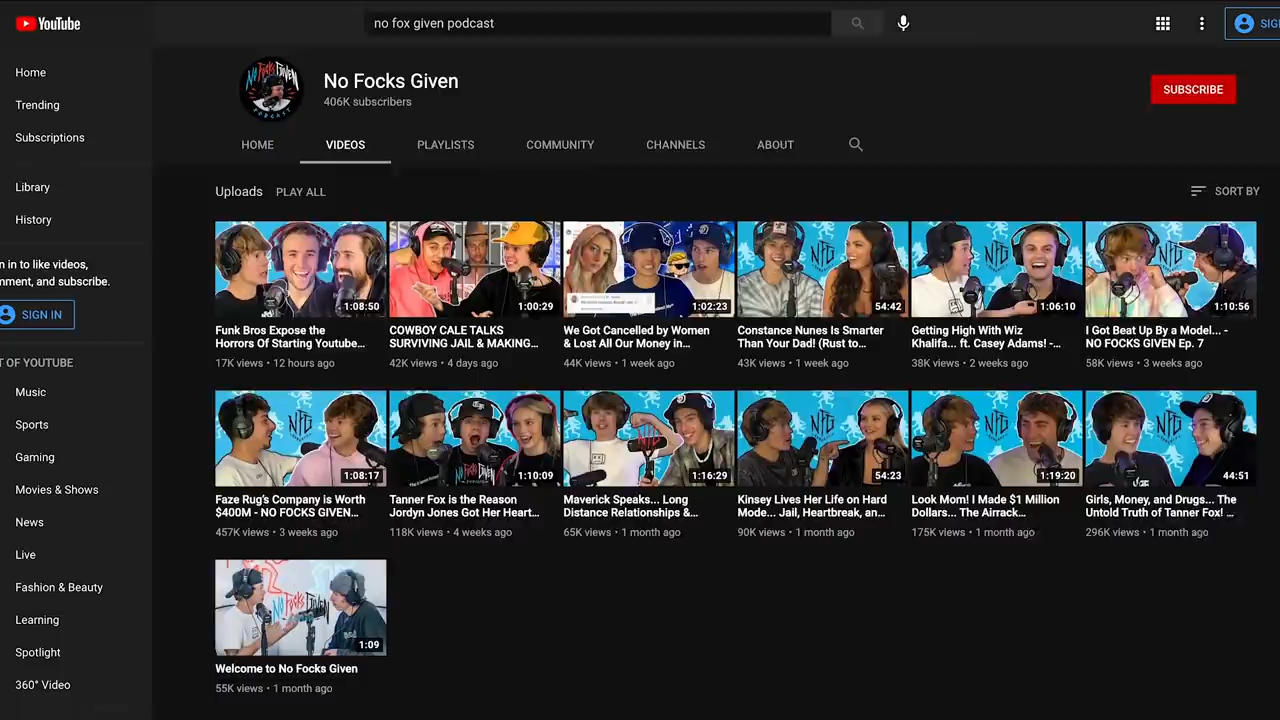 YouTube
no fox given podcast
SIG
Home
Trending
Subscriptions
Library
History
n in to like videos,
mment, and subscribe.
SIGN IN
T OF YOUTUBE
Music
Sports
Gaming
Movies & Shows
News
Live
Fashion & Beauty
Learning
Spotlight
360° Video
No Focks Given
406K subscribers
SUBSCRIBE
HOME VIDEOS PLAYLISTS COMMUNITY CHANNELS ABOUT
Uploads PLAY ALL
SORT BY
1:08:50
Funk Bros Expose the
Horrors Of Starting Youtube...
17K views • 12 hours ago
1:00:29
COWBOY CALE TALKS
SURVIVING JAIL & MAKING...
42K views • 4 days ago
1:02:23
We Got Cancelled by Women
& Lost All Our Money in...
44K views • 1 week ago
54:42
Constance Nunes Is Smarter
Than Your Dad! (Rust to...
43K views • 1 week ago
NFG
1:06:10
Getting High With Wiz
Khalifa... ft. Casey Adams! -...
38K views • 2 weeks ago
NFG
1:10:56
I Got Beat Up By a Model... -
NO FOCKS GIVEN Ep. 7
58K views • 3 weeks ago
NFG
1:08:17
Faze Rug's Company is Worth
$400M - NO FOCKS GIVEN...
457K views • 3 weeks ago
1:10:09
Tanner Fox is the Reason
Jordyn Jones Got Her Heart...
118K views • 4 weeks ago
1:16:29
Maverick Speaks... Long
Distance Relationships &...
65K views • 1 month ago
NFG
54:23
Kinsey Lives Her Life on Hard
Mode... Jail, Heartbreak, an...
90K views • 1 month ago
NFG
1:19:20
Look Mom! I Made $1 Million
Dollars... The Airrack...
175K views • 1 month ago
NFG
44:51
Girls, Money, and Drugs... The
Untold Truth of Tanner Fox! ...
296K views • 1 month ago
No Focks Given
1:09
Welcome to No Focks Given
55K views • 1 month ago